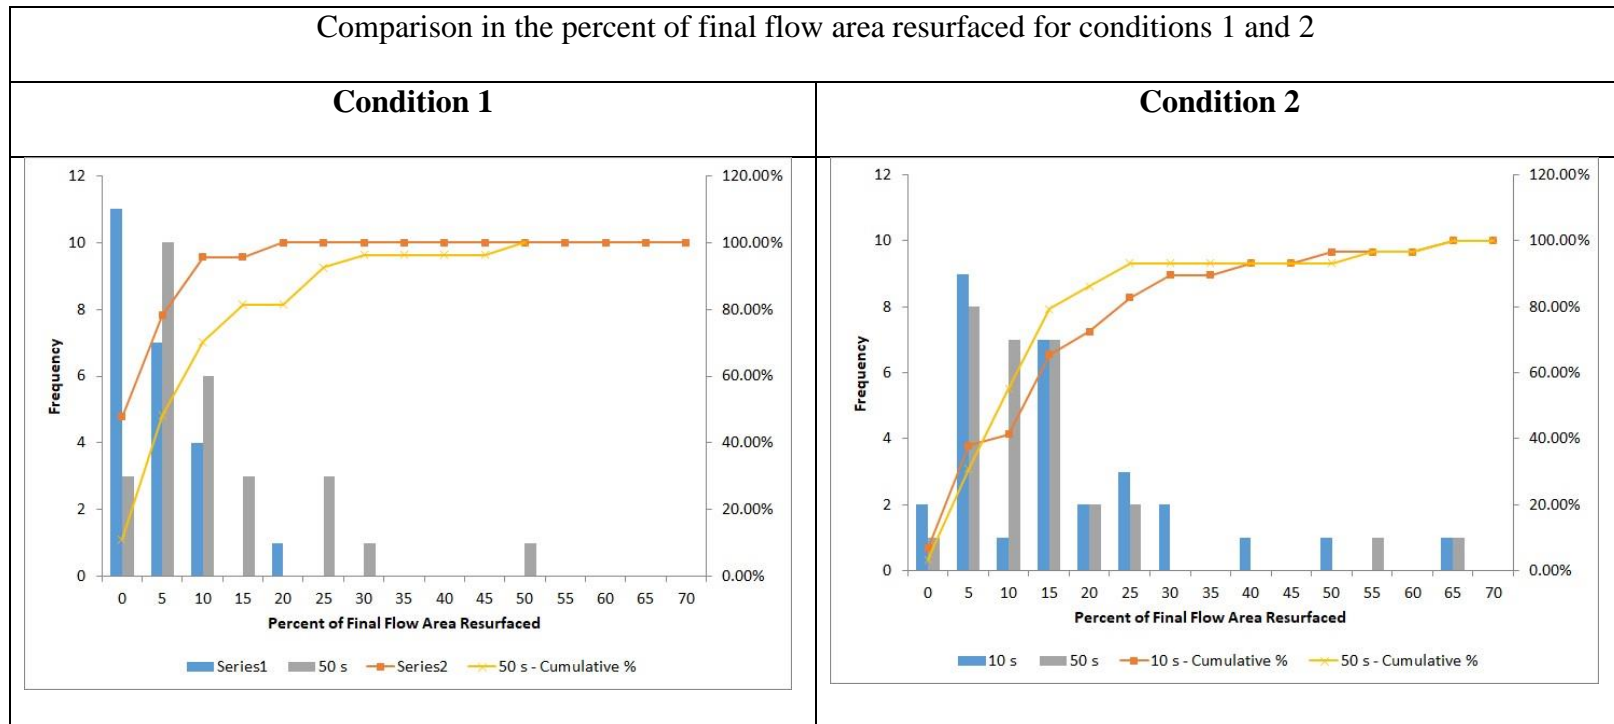 Comparison in the percent of final flow area resurfaced for conditions 1 and 2
Condition 1
Condition 2
12
10
8
6
4
2
0
Frequency
120.00%
100.00%
80.00%
60.00%
40.00%
20.00%
0.00%
0 5 10 15 20 25 30 35 40 45 50 55 60 65 70
Percent of Final Flow Area Resurfaced
Series1 50 s Series2 50 s - Cumulative %
12
10
8
6
4
2
0
Frequency
120.00%
100.00%
80.00%
60.00%
40.00%
20.00%
0.00%
0 5 10 15 20 25 30 35 40 45 50 55 60 65 70
Percent of Final Flow Area Resurfaced
10 s 50 s 10 s - Cumulative % 50 s - Cumulative %